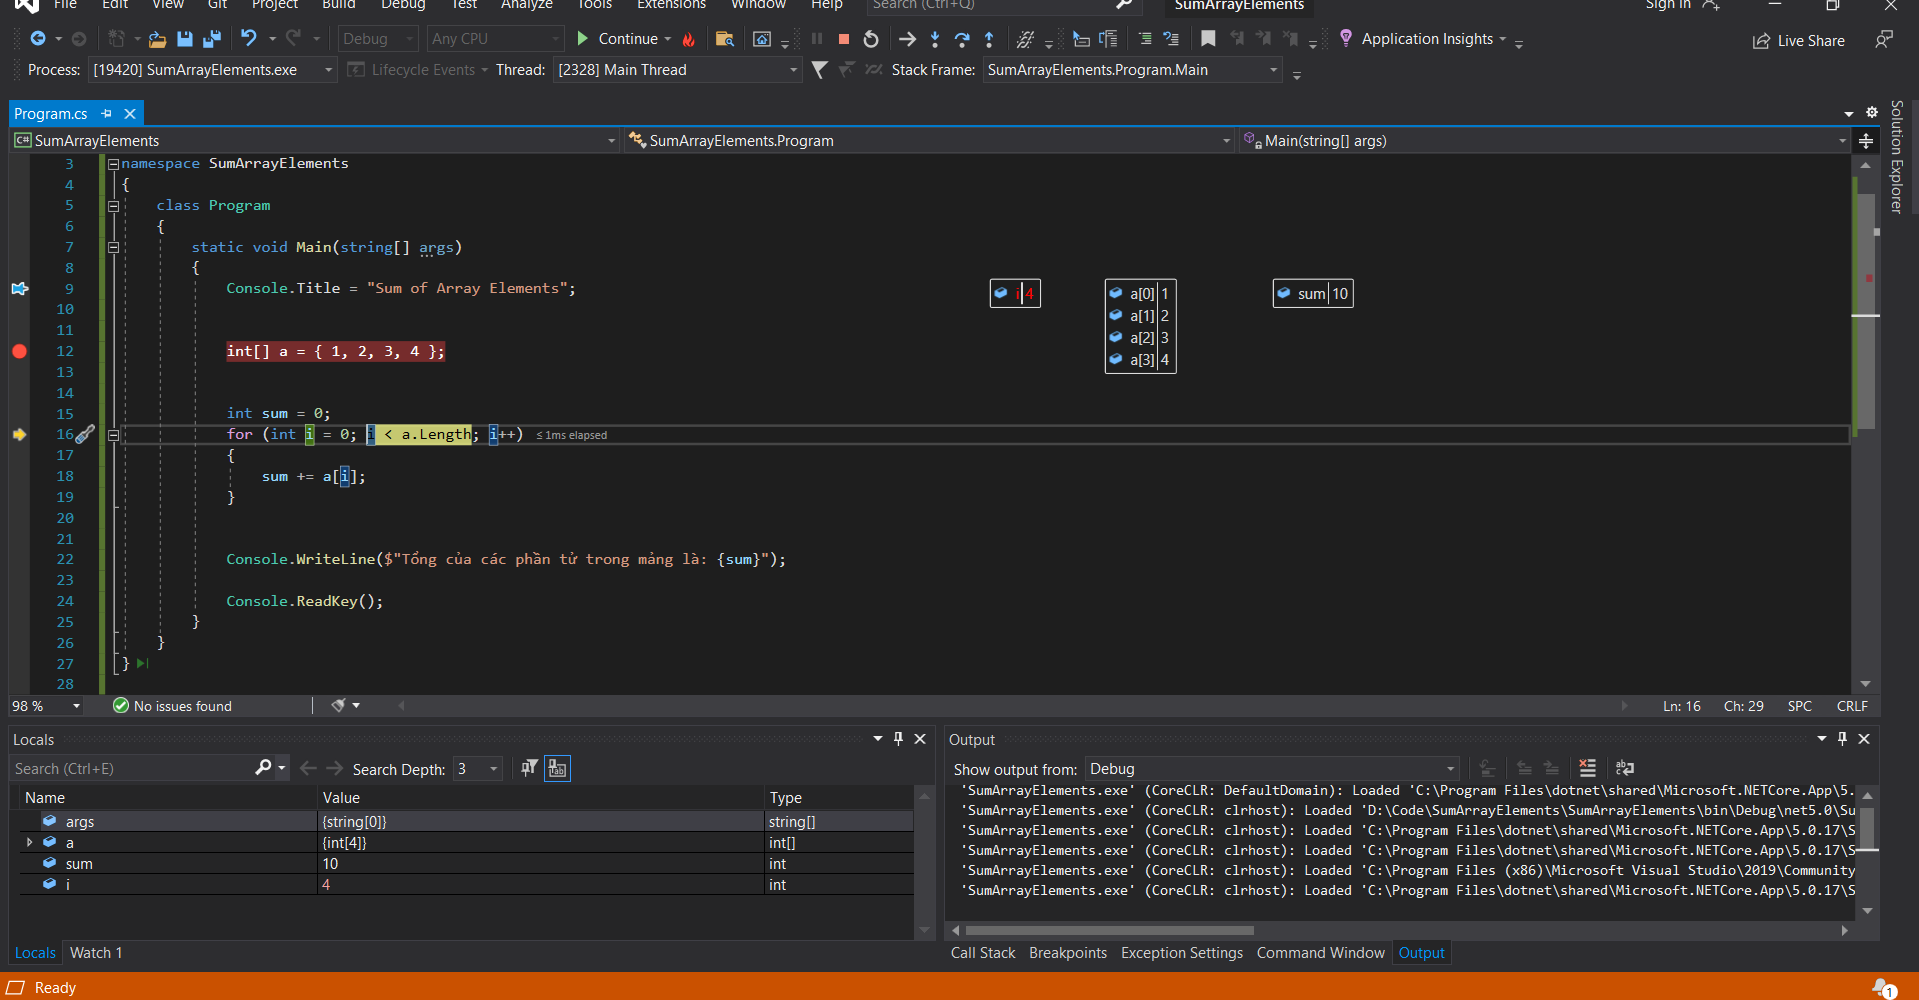 File Edit View Git Project Build Debug Test Analyze Tools Extensions Window Help Search (Ctrl+Q) SumArrayElements Sign in
Debug Any CPU Continue Application Insights Live Share
Process: [19420] SumArrayElements.exe Lifecycle Events Thread: [2328] Main Thread Stack Frame: SumArrayElements.Program.Main
Program.cs
Solution Explorer
C# SumArrayElements SumArrayElements.Program Main(string[] args)
3 namespace SumArrayElements
4 {
5 class Program
6 {
7 static void Main(string[] args)
8 {
9 Console.Title = "Sum of Array Elements";
10
11
12 int[] a = { 1, 2, 3, 4 };
13
14
15 int sum = 0;
16 for (int i = 0; i < a.Length; i++) ≤ 1ms elapsed
17 {
18 sum += a[i];
19 }
20
21
22 Console.WriteLine($"Tổng của các phần tử trong mảng là: {sum}");
23
24 Console.ReadKey();
25 }
26 }
27 }
28
i 4
a[0] 1
a[1] 2
a[2] 3
a[3] 4
sum 10
98 % No issues found Ln: 16 Ch: 29 SPC CRLF
Locals
Search (Ctrl+E) Search Depth: 3
Name Value Type
args {string[0]} string[]
a {int[4]} int[]
sum 10 int
i 4 int
Locals Watch 1
Output
Show output from: Debug
'SumArrayElements.exe' (CoreCLR: DefaultDomain): Loaded 'C:\Program Files\dotnet\shared\Microsoft.NETCore.App\5.
'SumArrayElements.exe' (CoreCLR: clrhost): Loaded 'D:\Code\SumArrayElements\SumArrayElements\bin\Debug\net5.0\Su
'SumArrayElements.exe' (CoreCLR: clrhost): Loaded 'C:\Program Files\dotnet\shared\Microsoft.NETCore.App\5.0.17\S
'SumArrayElements.exe' (CoreCLR: clrhost): Loaded 'C:\Program Files\dotnet\shared\Microsoft.NETCore.App\5.0.17\S
'SumArrayElements.exe' (CoreCLR: clrhost): Loaded 'C:\Program Files (x86)\Microsoft Visual Studio\2019\Community
'SumArrayElements.exe' (CoreCLR: clrhost): Loaded 'C:\Program Files\dotnet\shared\Microsoft.NETCore.App\5.0.17\S
Call Stack Breakpoints Exception Settings Command Window Output
Ready 1